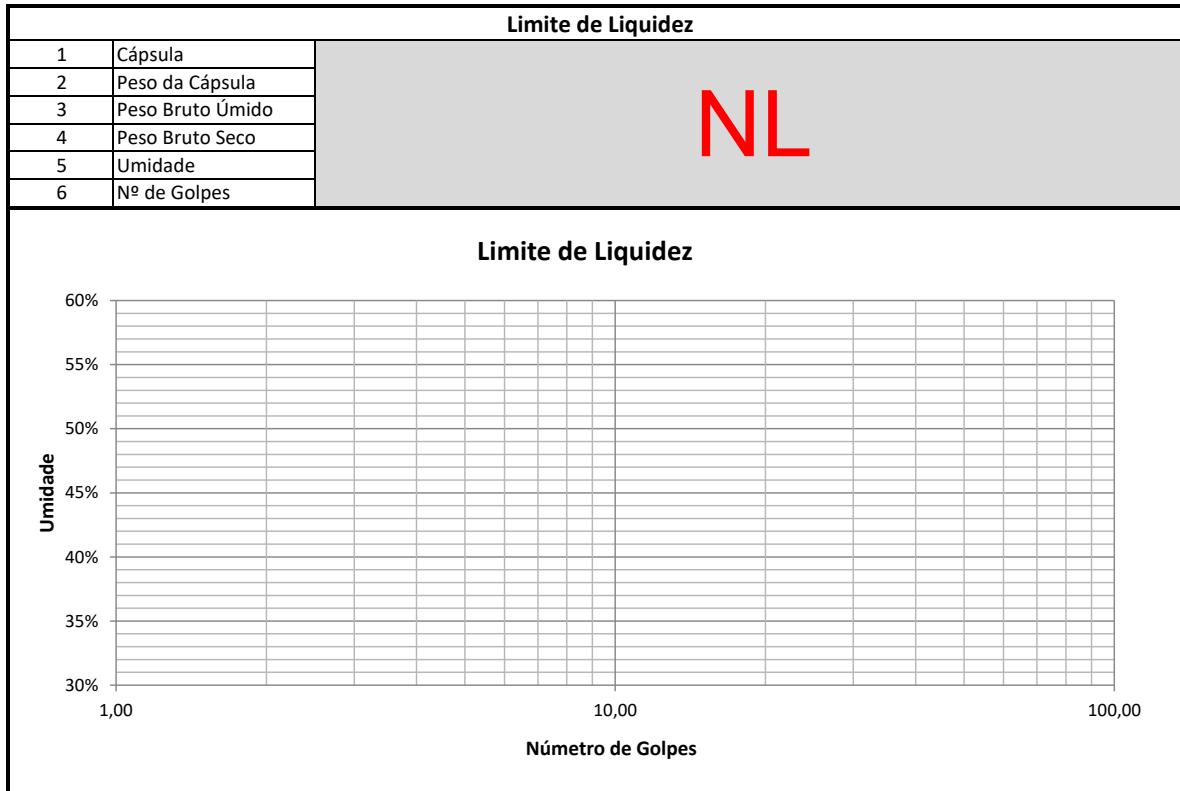 Limite de Liquidez
1 Cápsula
2 Peso da Cápsula
3 Peso Bruto Úmido
4 Peso Bruto Seco
5 Umidade
6 Nº de Golpes
NL
Limite de Liquidez
60%
55%
50%
45%
40%
35%
30%
Umidade
1,00 10,00 100,00
Númetro de Golpes